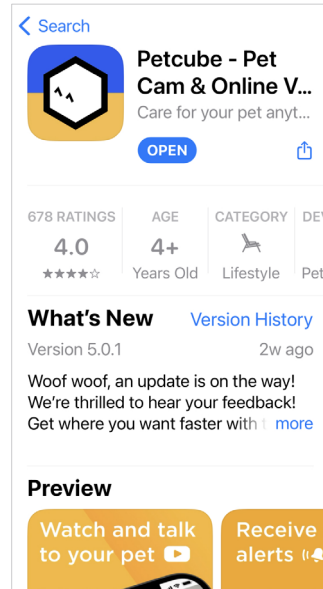 Search
Petcube - Pet
Cam & Online V...
Care for your pet anyt...
OPEN
678 RATINGS
4.0
AGE
4+
Years Old
CATEGORY
Lifestyle
DE
Pet
What's New
Version History
Version 5.0.1
2w ago
Woof woof, an update is on the way!
We're thrilled to hear your feedback!
Get where you want faster with
more
Preview
Watch and talk
to your pet
Receive
alerts